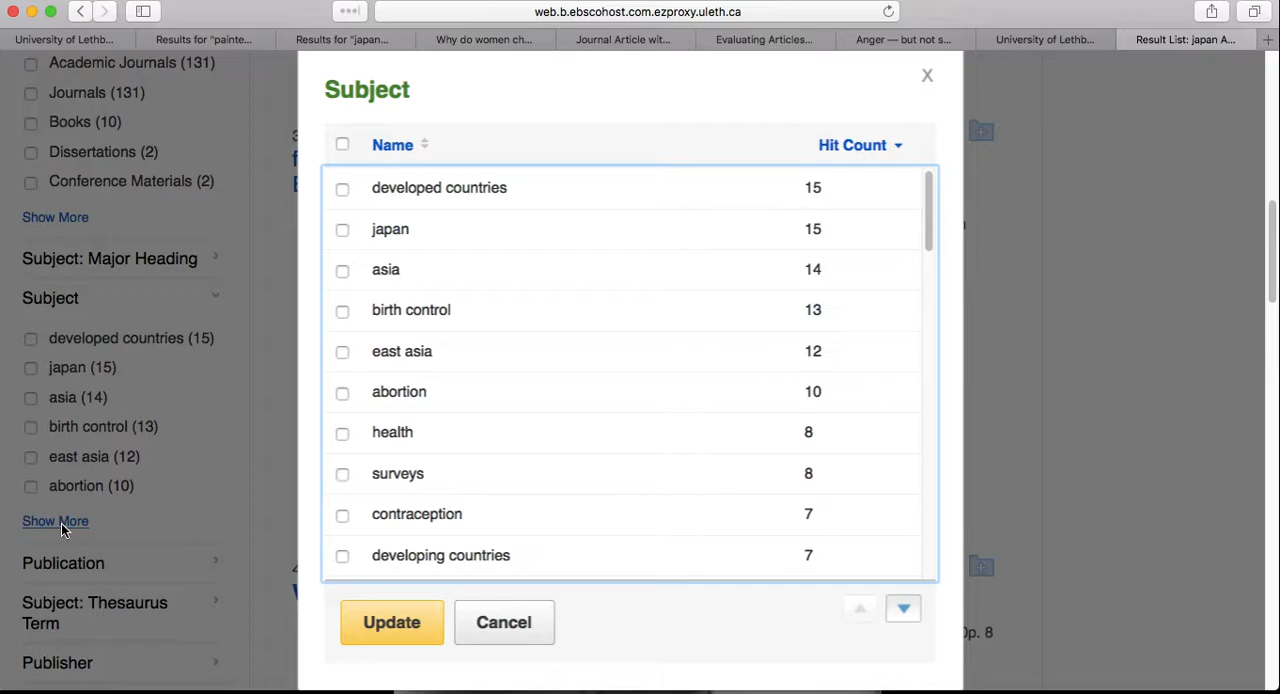 web.b.ebscohost.com.ezproxy.uleth.ca
University of Lethb...
Results for "painte...
Results for "japan...
Why do women ch...
Journal Article wit...
Evaluating Articles...
Anger — but not s...
University of Lethb...
Result List: japan A...
Academic Journals (131)
Journals (131)
Books (10)
Dissertations (2)
Conference Materials (2)
Show More
Subject: Major Heading
Subject
developed countries (15)
japan (15)
asia (14)
birth control (13)
east asia (12)
abortion (10)
Show More
Publication
Subject: Thesaurus
Term
Publisher
Subject
X
Name Hit Count
developed countries 15
japan 15
asia 14
birth control 13
east asia 12
abortion 10
health 8
surveys 8
contraception 7
developing countries 7
Update Cancel
p. 8